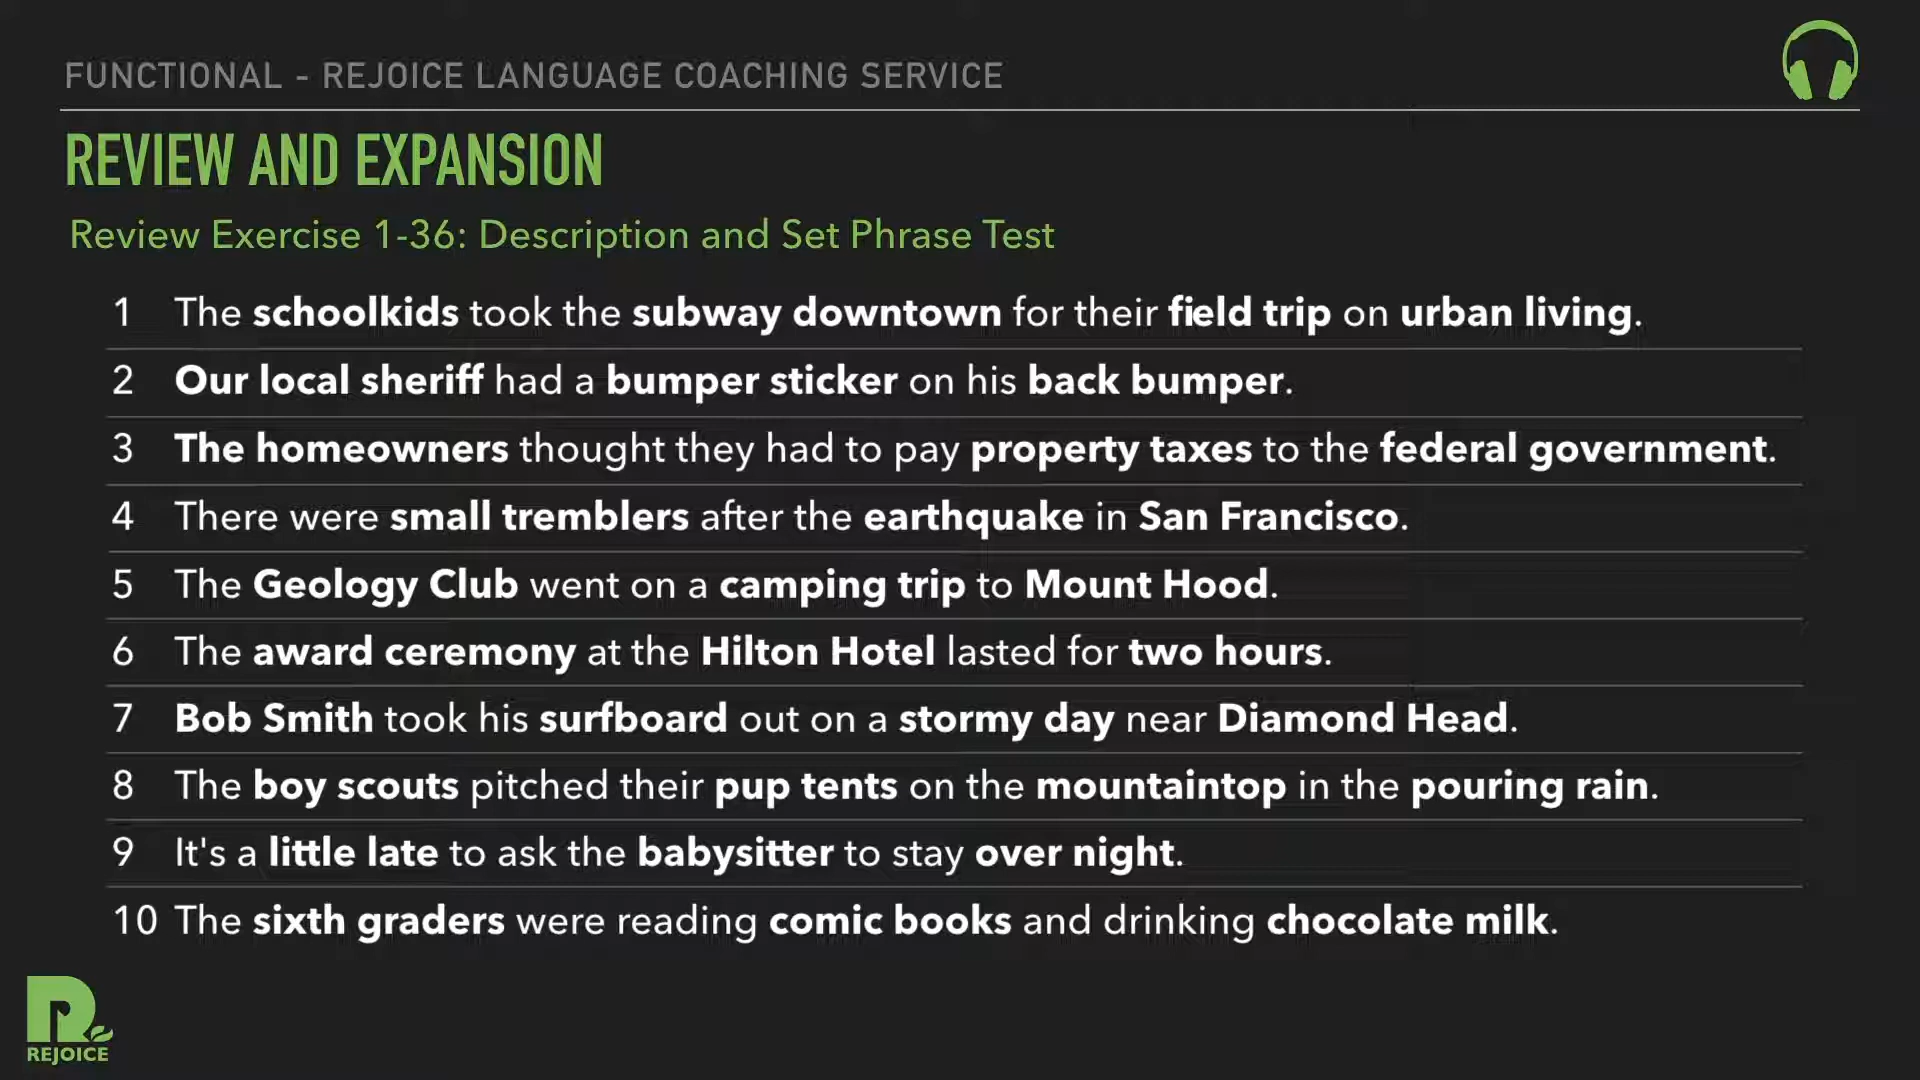 FUNCTIONAL - REJOICE LANGUAGE COACHING SERVICE
REVIEW AND EXPANSION
Review Exercise 1-36: Description and Set Phrase Test
1 The schoolkids took the subway downtown for their field trip on urban living.
2 Our local sheriff had a bumper sticker on his back bumper.
3 The homeowners thought they had to pay property taxes to the federal government.
4 There were small tremblers after the earthquake in San Francisco.
5 The Geology Club went on a camping trip to Mount Hood.
6 The award ceremony at the Hilton Hotel lasted for two hours.
7 Bob Smith took his surfboard out on a stormy day near Diamond Head.
8 The boy scouts pitched their pup tents on the mountaintop in the pouring rain.
9 It's a little late to ask the babysitter to stay over night.
10 The sixth graders were reading comic books and drinking chocolate milk.
REJOICE